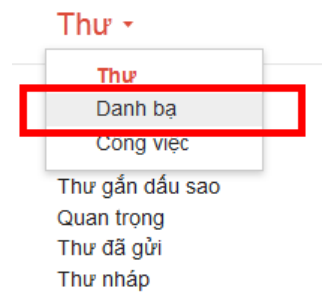 Thư
Thư
Danh bạ
Công việc
Thư gắn dấu sao
Quan trọng
Thư đã gửi
Thư nháp